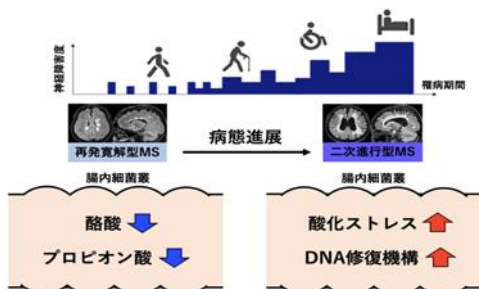 神経障害度
罹病期間
再発寛解型MS
病態進展
二次進行型MS
腸内細菌叢
腸内細菌叢
酪酸
プロピオン酸
酸化ストレス
DNA修復機構